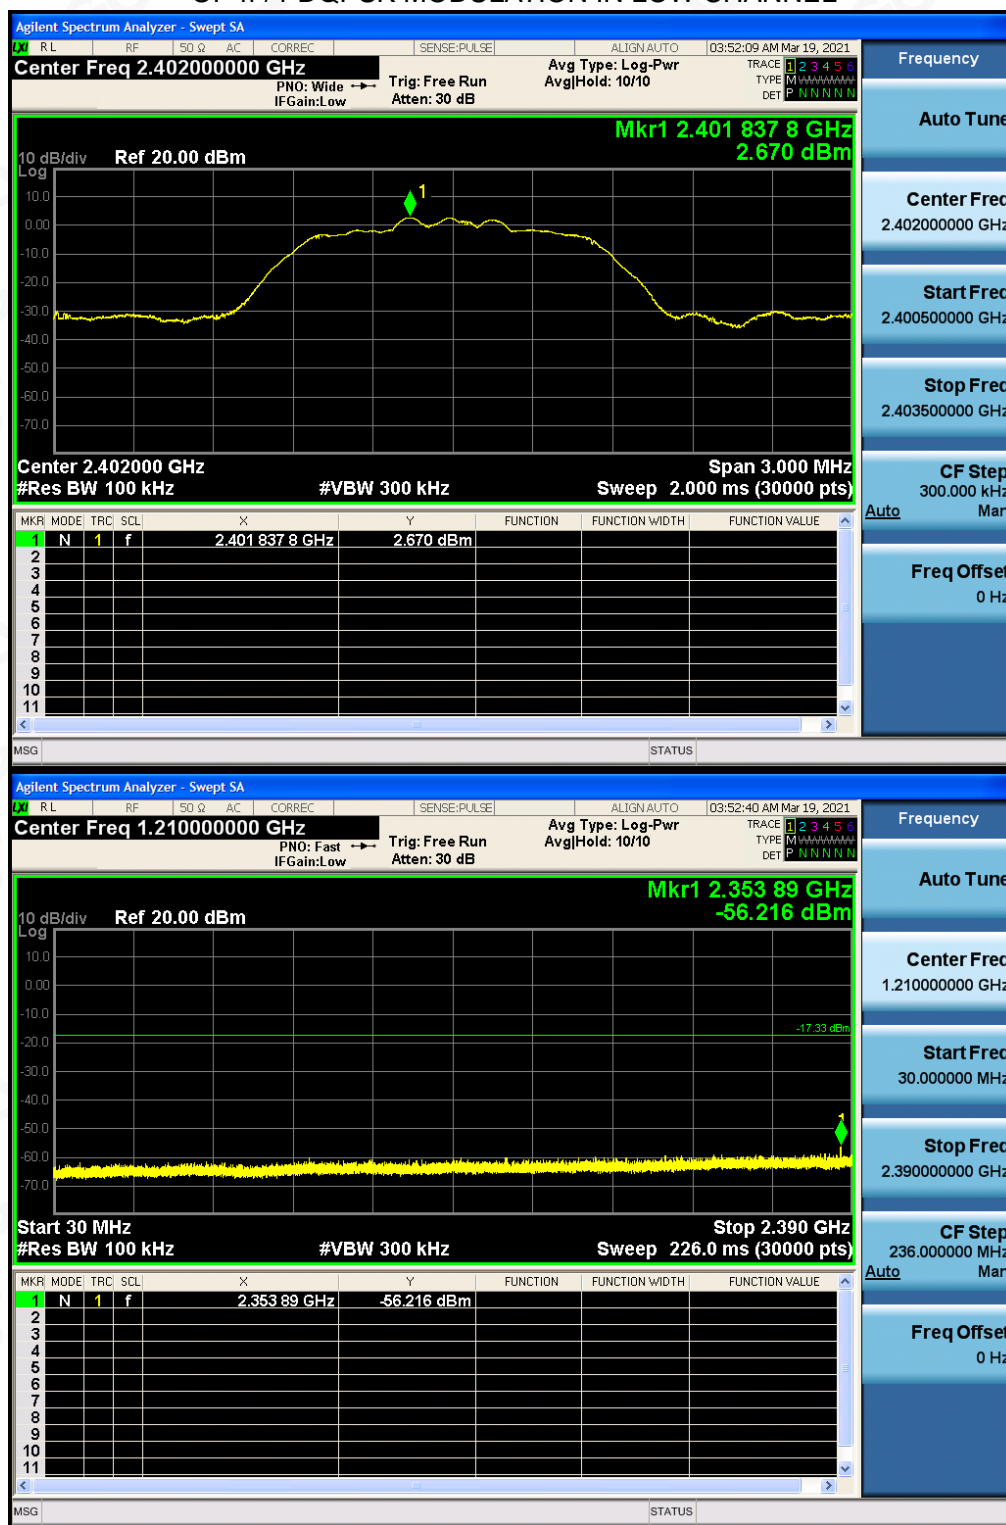 OF π/4 DQPSK MODULATION IN LOW CHANNEL
Agilent Spectrum Analyzer - Swept SA
LXI RL RF 50 Ω AC CORREC SENSE:PULSE ALIGN AUTO 03:52:09 AM Mar 19, 2021
Center Freq 2.402000000 GHz
PNO: Wide
IFGain:Low
Trig: Free Run
Atten: 30 dB
Avg Type: Log-Pwr
Avg|Hold: 10/10
TRACE 1 2 3 4 5 6
TYPE M
DET P N N N N N
Mkr1 2.401 837 8 GHz
2.670 dBm
10 dB/div Ref 20.00 dBm
Log
10.0
0.00
-10.0
-20.0
-30.0
-40.0
-50.0
-60.0
-70.0
1
Center 2.402000 GHz Span 3.000 MHz
#Res BW 100 kHz #VBW 300 kHz Sweep 2.000 ms (30000 pts)
MKR MODE TRC SCL X Y FUNCTION FUNCTION WIDTH FUNCTION VALUE
1 N 1 f 2.401 837 8 GHz 2.670 dBm
2
3
4
5
6
7
8
9
10
11
MSG STATUS
Frequency
Auto Tune
Center Freq
2.402000000 GHz
Start Freq
2.400500000 GHz
Stop Freq
2.403500000 GHz
CF Step
300.000 kHz
Auto Man
Freq Offset
0 Hz
Agilent Spectrum Analyzer - Swept SA
LXI RL RF 50 Ω AC CORREC SENSE:PULSE ALIGN AUTO 03:52:40 AM Mar 19, 2021
Center Freq 1.210000000 GHz
PNO: Fast
IFGain:Low
Trig: Free Run
Atten: 30 dB
Avg Type: Log-Pwr
Avg|Hold: 10/10
TRACE 1 2 3 4 5 6
TYPE M
DET P N N N N N
Mkr1 2.353 89 GHz
-56.216 dBm
10 dB/div Ref 20.00 dBm
Log
10.0
0.00
-10.0
-20.0
-30.0
-40.0
-50.0
-60.0
-70.0
-17.33 dBm
1
Start 30 MHz Stop 2.390 GHz
#Res BW 100 kHz #VBW 300 kHz Sweep 226.0 ms (30000 pts)
MKR MODE TRC SCL X Y FUNCTION FUNCTION WIDTH FUNCTION VALUE
1 N 1 f 2.353 89 GHz -56.216 dBm
2
3
4
5
6
7
8
9
10
11
MSG STATUS
Frequency
Auto Tune
Center Freq
1.210000000 GHz
Start Freq
30.000000 MHz
Stop Freq
2.390000000 GHz
CF Step
236.000000 MHz
Auto Man
Freq Offset
0 Hz